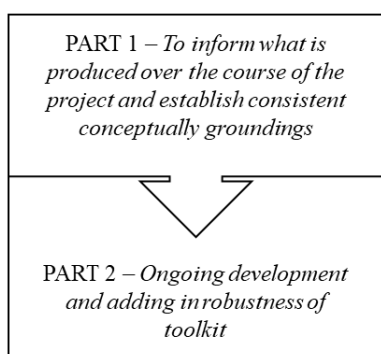 PART 1 – To inform what is
produced over the course of the
project and establish consistent
conceptually groundings
PART 2 – Ongoing development
and adding in robustness of
toolkit